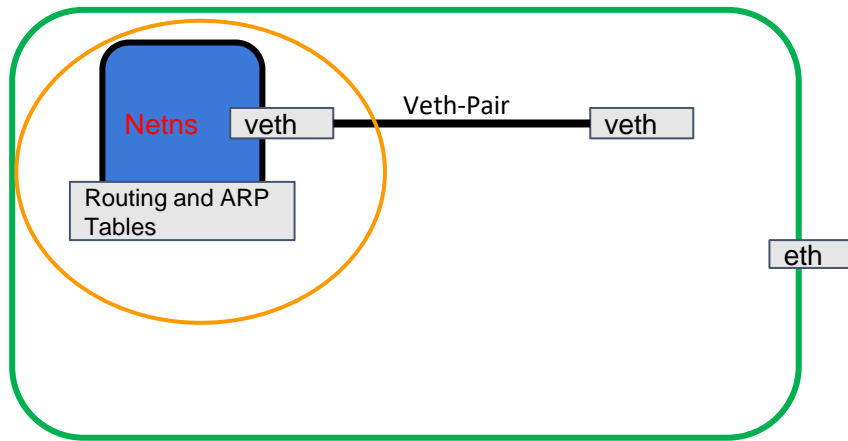 Veth-Pair
Netns
veth
veth
Routing and ARP
Tables
eth